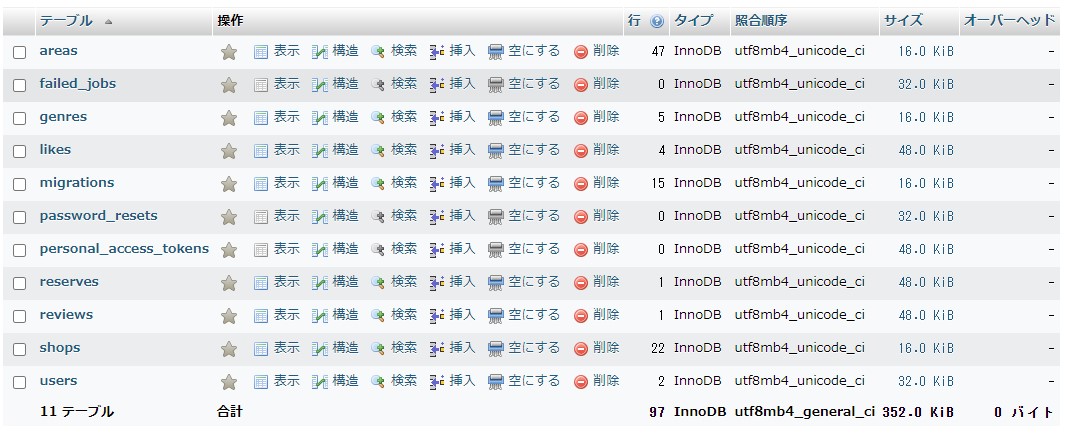 テーブル 操作 行 タイプ 照合順序 サイズ オーバーヘッド
areas 表示 構造 検索 挿入 空にする 削除 47 InnoDB utf8mb4_unicode_ci 16.0 KiB -
failed_jobs 表示 構造 検索 挿入 空にする 削除 0 InnoDB utf8mb4_unicode_ci 32.0 KiB -
genres 表示 構造 検索 挿入 空にする 削除 5 InnoDB utf8mb4_unicode_ci 16.0 KiB -
likes 表示 構造 検索 挿入 空にする 削除 4 InnoDB utf8mb4_unicode_ci 48.0 KiB -
migrations 表示 構造 検索 挿入 空にする 削除 15 InnoDB utf8mb4_unicode_ci 16.0 KiB -
password_resets 表示 構造 検索 挿入 空にする 削除 0 InnoDB utf8mb4_unicode_ci 32.0 KiB -
personal_access_tokens 表示 構造 検索 挿入 空にする 削除 0 InnoDB utf8mb4_unicode_ci 48.0 KiB -
reserves 表示 構造 検索 挿入 空にする 削除 1 InnoDB utf8mb4_unicode_ci 48.0 KiB -
reviews 表示 構造 検索 挿入 空にする 削除 1 InnoDB utf8mb4_unicode_ci 48.0 KiB -
shops 表示 構造 検索 挿入 空にする 削除 22 InnoDB utf8mb4_unicode_ci 16.0 KiB -
users 表示 構造 検索 挿入 空にする 削除 2 InnoDB utf8mb4_unicode_ci 32.0 KiB -
11 テーブル 合計 97 InnoDB utf8mb4_general_ci 352.0 KiB 0 バイト